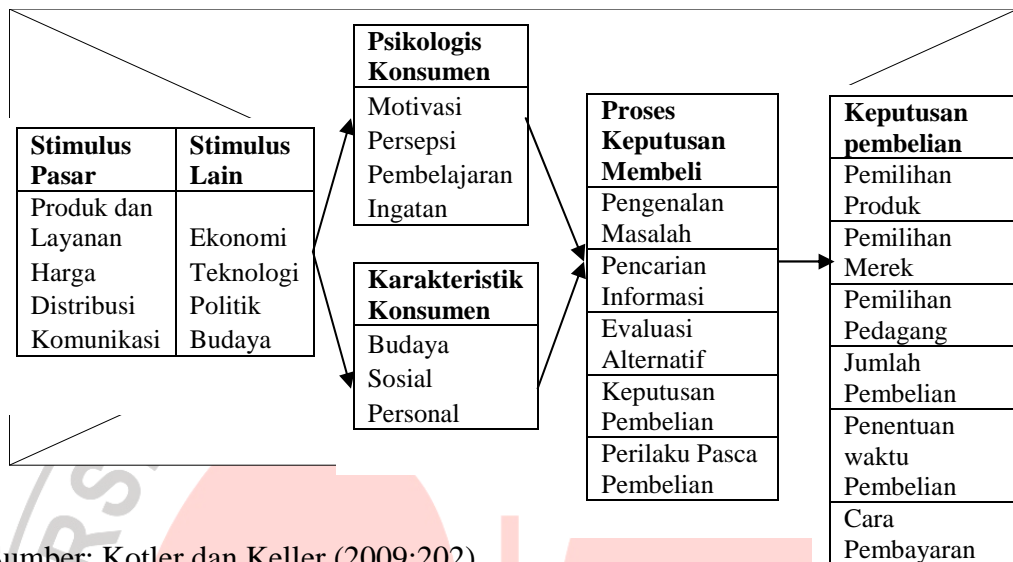 Stimulus
Pasar
Produk dan
Layanan
Harga
Distribusi
Komunikasi
Stimulus
Lain
Ekonomi
Teknologi
Politik
Budaya
Psikologis
Konsumen
Motivasi
Persepsi
Pembelajaran
Ingatan
Karakteristik
Konsumen
Budaya
Sosial
Personal
Proses
Keputusan
Membeli
Pengenalan
Masalah
Pencarian
Informasi
Evaluasi
Alternatif
Keputusan
Pembelian
Perilaku Pasca
Pembelian
Keputusan
pembelian
Pemilihan
Produk
Pemilihan
Merek
Pemilihan
Pedagang
Jumlah
Pembelian
Penentuan
waktu
Pembelian
Cara
Pembayaran
umber: Kotler dan Keller (2009:202)